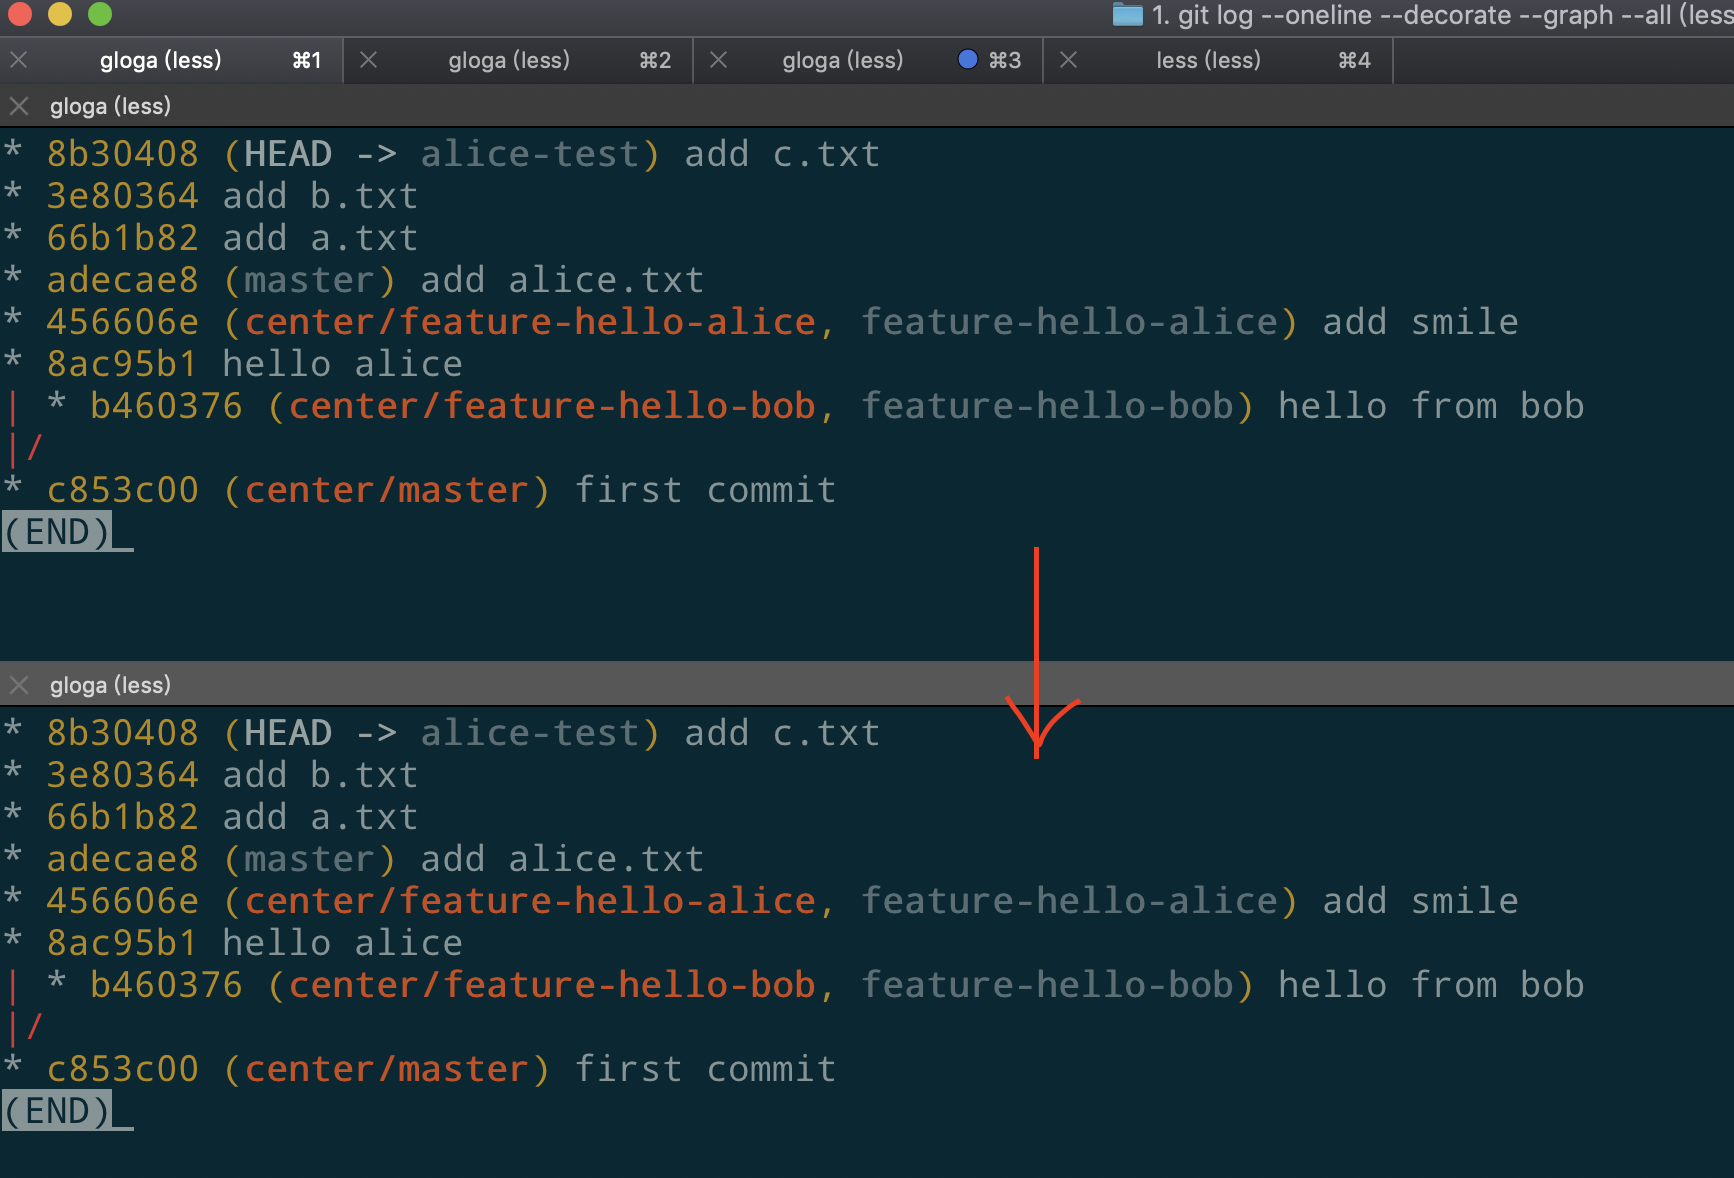 1. git log --oneline --decorate --graph --all (less
gloga (less) ⌘1 gloga (less) ⌘2 gloga (less) ⌘3 less (less) ⌘4
gloga (less)
* 8b30408 (HEAD -> alice-test) add c.txt
* 3e80364 add b.txt
* 66b1b82 add a.txt
* adecae8 (master) add alice.txt
* 456606e (center/feature-hello-alice, feature-hello-alice) add smile
* 8ac95b1 hello alice
| * b460376 (center/feature-hello-bob, feature-hello-bob) hello from bob
|/
* c853c00 (center/master) first commit
(END)
gloga (less)
* 8b30408 (HEAD -> alice-test) add c.txt
* 3e80364 add b.txt
* 66b1b82 add a.txt
* adecae8 (master) add alice.txt
* 456606e (center/feature-hello-alice, feature-hello-alice) add smile
* 8ac95b1 hello alice
| * b460376 (center/feature-hello-bob, feature-hello-bob) hello from bob
|/
* c853c00 (center/master) first commit
(END)